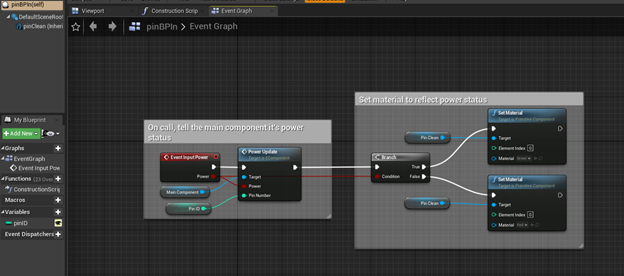 pinBPIn(self)
DefaultSceneRoo
pinClean (Inheri
Viewport
Construction Scrip
Event Graph
pinBPIn > Event Graph
My Blueprint
+ Add New
Graphs
EventGraph
Event Input Pow
Functions
ConstructionScrip
Macros
Variables
pinID
Event Dispatchers
On call, tell the main component it's power
status
Event Input Power
Power
Main Component
Pin ID
Power Update
Target is
Target
Power
Pin Number
Set material to reflect power status
Branch
Condition
True
False
Pin Clean
Set Material
Target is Primitive Component
Target
Element Index 0
Material
Pin Clean
Set Material
Target is Primitive Component
Target
Element Index 0
Material